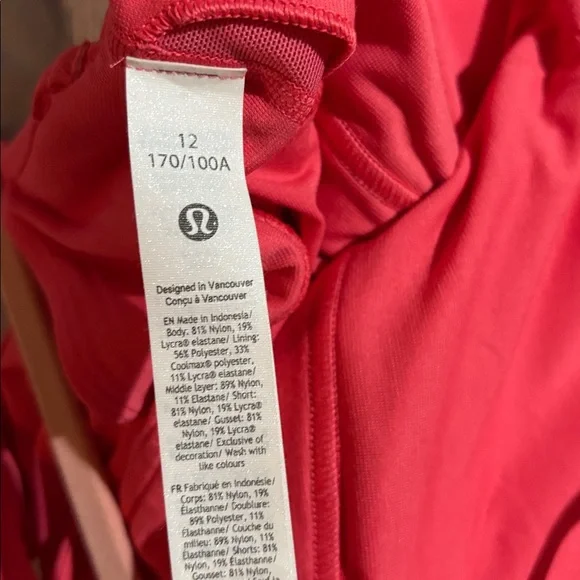 12
170/100A
Designed in Vancouver
Conçu à Vancouver
EN Made in Indonesia/
Body: 81% Nylon, 19%
Lycra® elastane/ Lining:
56% Polyester, 33%
Coolmax® polyester,
11% Lycra® elastane/
Middle layer: 89% Nylon,
11% Elastane/ Short:
81% Nylon, 19% Lycra®
elastane/ Gusset: 81%
Nylon, 19% Lycra®
elastane/ Exclusive of
decoration/ Wash with
like colours
FR Fabriqué en Indonésie/
Corps: 81% Nylon, 19%
Élasthanne/ Doublure:
89% Polyester, 11%
Élasthanne/ Couche du
milieu: 89% Nylon, 11%
Élasthanne/ Shorts: 81%
Nylon, 19% Élasthanne/
Gousset: 81% Nylon,